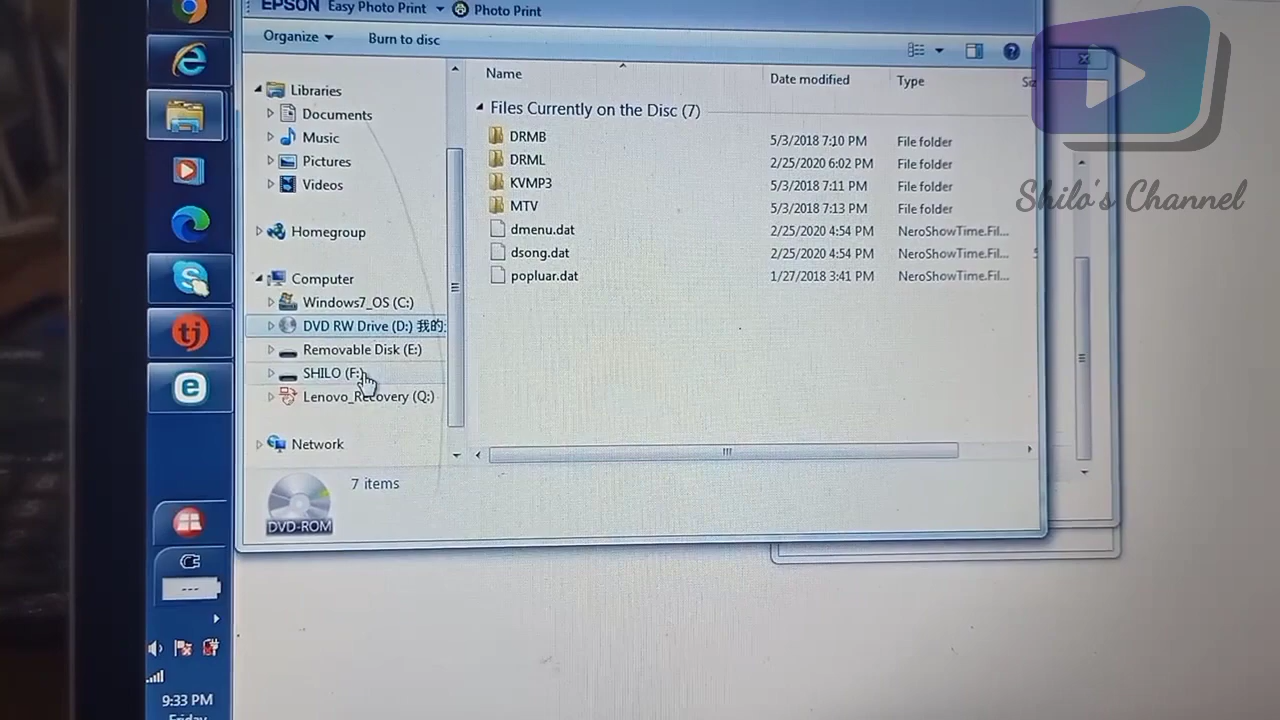 EPSON Easy Photo Print Photo Print
Organize Burn to disc
Libraries
Documents
Music
Pictures
Videos
Homegroup
Computer
Windows7_OS (C:)
DVD RW Drive (D:) 我的
Removable Disk (E:)
SHILO (F:)
Lenovo_Recovery (Q:)
Network
Name Date modified Type
Files Currently on the Disc (7)
DRMB 5/3/2018 7:10 PM File folder
DRML 2/25/2020 6:02 PM File folder
KVMP3 5/3/2018 7:11 PM File folder
MTV 5/3/2018 7:13 PM File folder
dmenu.dat 2/25/2020 4:54 PM NeroShowTime.Fil...
dsong.dat 2/25/2020 4:54 PM NeroShowTime.Fil...
popluar.dat 1/27/2018 3:41 PM NeroShowTime.Fil...
7 items
DVD-ROM
tj
9:33 PM
Friday
Shilo's Channel